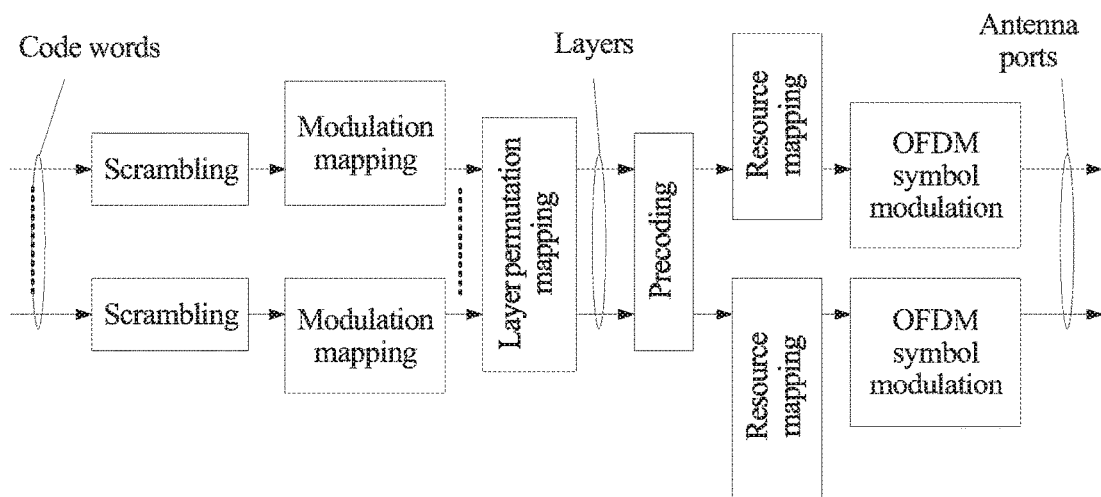 Code words
Layers
Antenna
ports
Scrambling
Modulation
mapping
Layer permutation
mapping
Precoding
Resource
mapping
OFDM
symbol
modulation
Scrambling
Modulation
mapping
Resource
mapping
OFDM
symbol
modulation